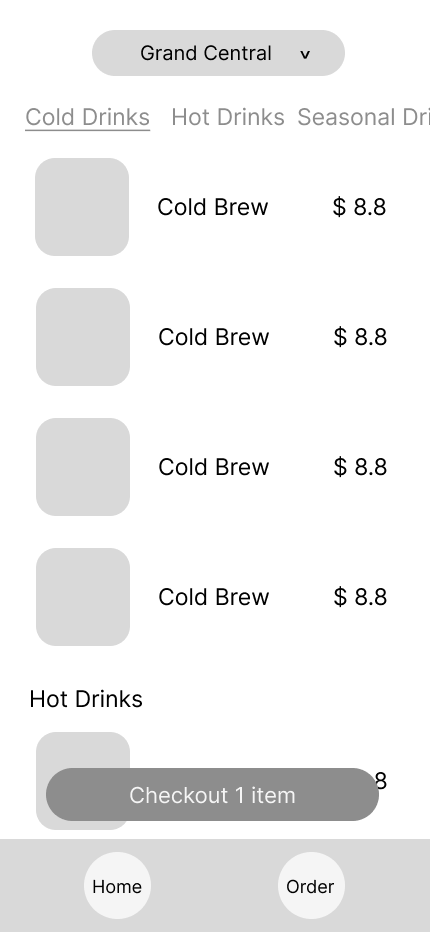 Grand Central v
Cold Drinks Hot Drinks Seasonal Dri
Cold Brew $ 8.8
Cold Brew $ 8.8
Cold Brew $ 8.8
Cold Brew $ 8.8
Hot Drinks
8
Checkout 1 item
Home Order